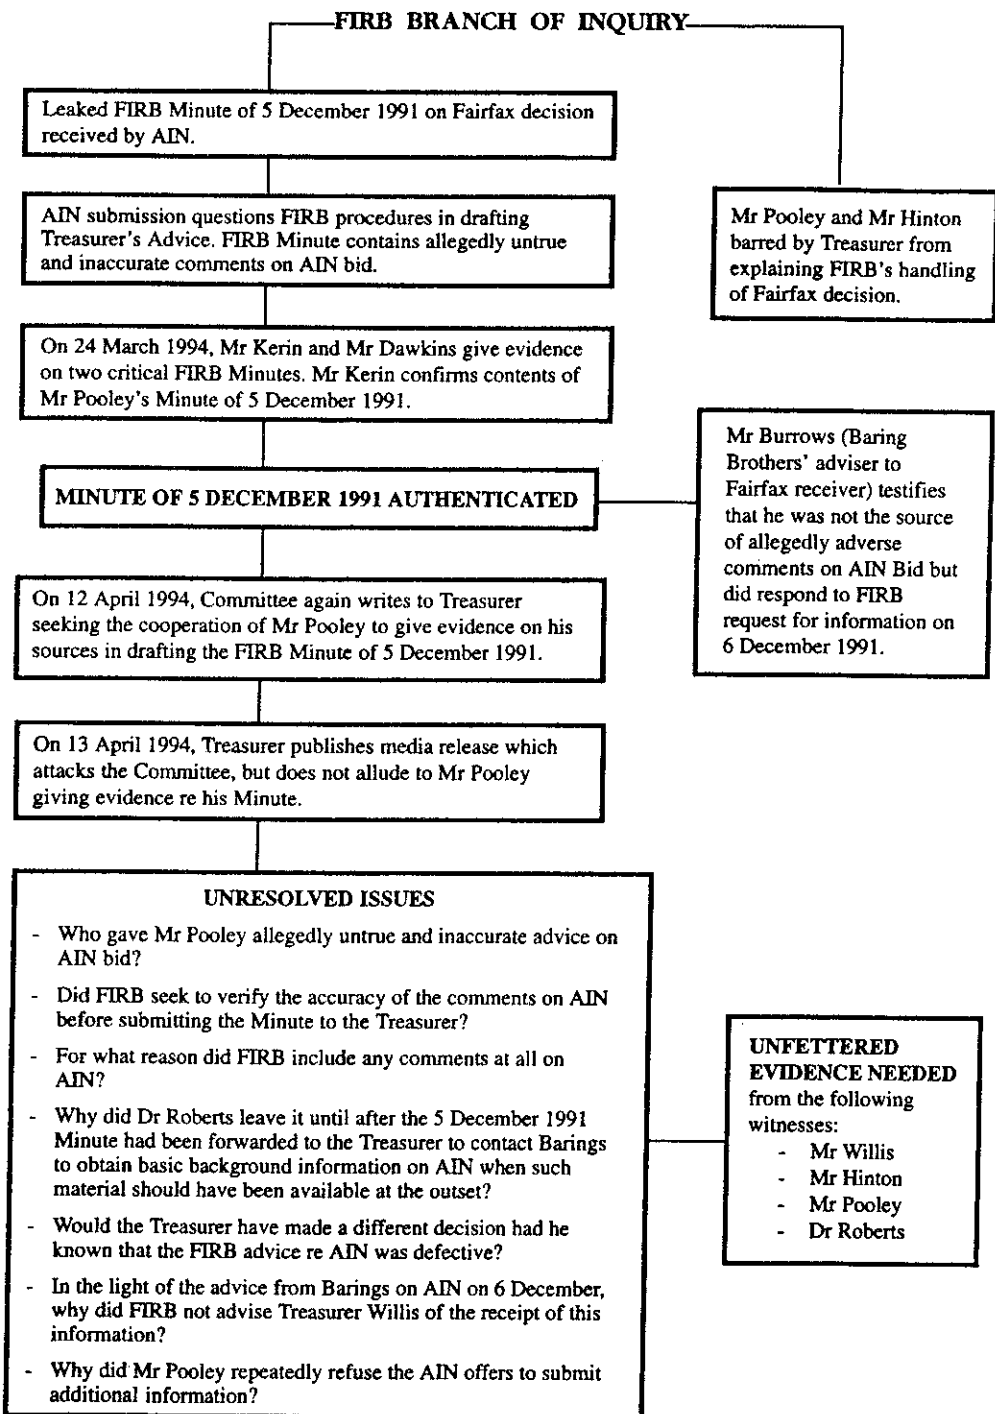 FIRB BRANCH OF INQUIRY
Leaked FIRB Minute of 5 December 1991 on Fairfax decision
received by AIN.
AIN submission questions FIRB procedures in drafting
Treasurer's Advice. FIRB Minute contains allegedly untrue
and inaccurate comments on AIN bid.
Mr Pooley and Mr Hinton
barred by Treasurer from
explaining FIRB's handling
of Fairfax decision.
On 24 March 1994, Mr Kerin and Mr Dawkins give evidence
on two critical FIRB Minutes. Mr Kerin confirms contents of
Mr Pooley's Minute of 5 December 1991.
MINUTE OF 5 DECEMBER 1991 AUTHENTICATED
Mr Burrows (Baring
Brothers' adviser to
Fairfax receiver) testifies
that he was not the source
of allegedly adverse
comments on AIN Bid but
did respond to FIRB
request for information on
6 December 1991.
On 12 April 1994, Committee again writes to Treasurer
seeking the cooperation of Mr Pooley to give evidence on his
sources in drafting the FIRB Minute of 5 December 1991.
On 13 April 1994, Treasurer publishes media release which
attacks the Committee, but does not allude to Mr Pooley
giving evidence re his Minute.
UNRESOLVED ISSUES
- Who gave Mr Pooley allegedly untrue and inaccurate advice on
AIN bid?
- Did FIRB seek to verify the accuracy of the comments on AIN
before submitting the Minute to the Treasurer?
- For what reason did FIRB include any comments at all on
AIN?
- Why did Dr Roberts leave it until after the 5 December 1991
Minute had been forwarded to the Treasurer to contact Barings
to obtain basic background information on AIN when such
material should have been available at the outset?
- Would the Treasurer have made a different decision had he
known that the FIRB advice re AIN was defective?
- In the light of the advice from Barings on AIN on 6 December,
why did FIRB not advise Treasurer Willis of the receipt of this
information?
- Why did Mr Pooley repeatedly refuse the AIN offers to submit
additional information?
UNFETTERED
EVIDENCE NEEDED
from the following
witnesses:
- Mr Willis
- Mr Hinton
- Mr Pooley
- Dr Roberts